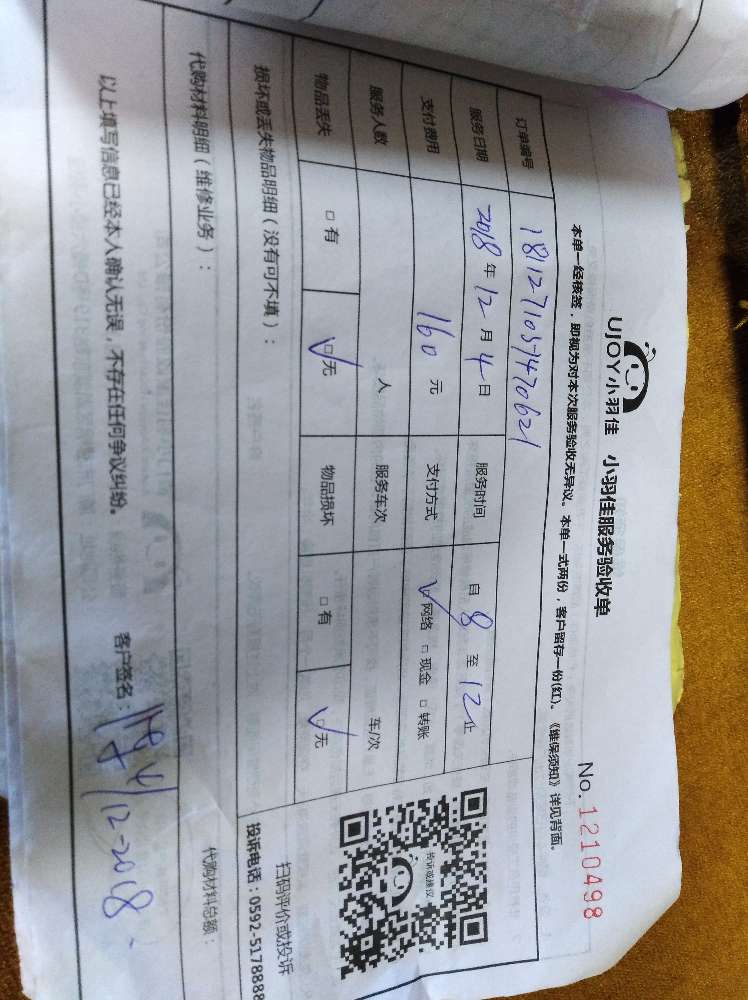 UJOY小羽佳 小羽佳服务验收单
No. 1210498
本单一经核签，即视为对本次服务验收无异议。本单一式两份，客户留存一份(红)。《维保须知》详见背面。
订单编号 18127105747062
服务日期 2018 年 12 月 4 日 服务时间 自 8 至 12 止
支付费用 160 元 支付方式 ☑网络 □现金 □转账
服务人数 人 服务车次 车/次
物品丢失 □有 ☑无 物品损坏 □有 ☑无
投诉或建议
扫码评价或投诉
投诉电话：0592-5178888
损坏或丢失物品明细（没有可不填）：
代购材料明细（维修业务）： 代购材料总额：
以上填写信息已经本人确认无误，不存在任何争议纠纷。 客户签名：
4/12-2018